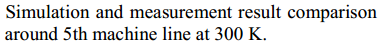 Simulation and measurement result comparison
around 5th machine line at 300 K.